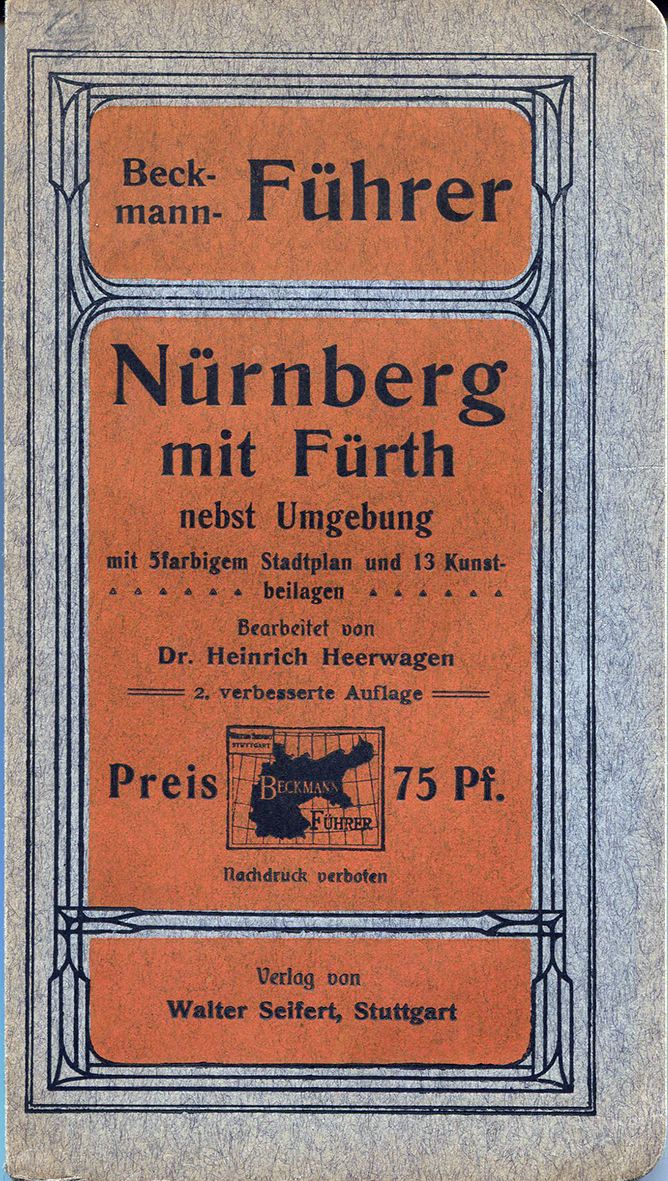 Beck-
mann-
Führer
Nürnberg
mit Fürth
nebst Umgebung
mit 5farbigem Stadtplan und 13 Kunst-
beilagen
Bearbeitet von
Dr. Heinrich Heerwagen
2. verbesserte Auflage
STUTTGART
BECKMANN
FÜHRER
Preis 75 Pf.
Nachdruck verboten
Verlag von
Walter Seifert, Stuttgart